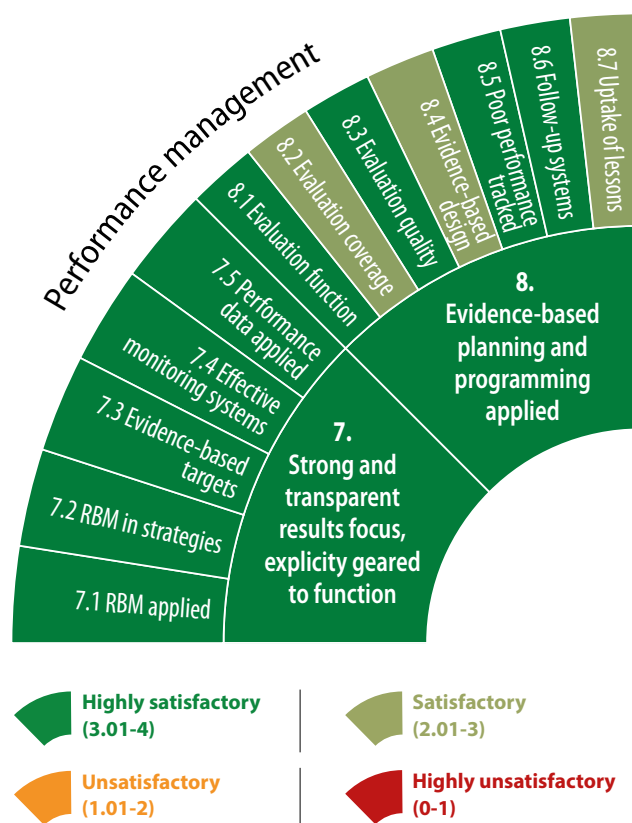 Performance management
7.1 RBM applied
7.2 RBM in strategies
7.3 Evidence-based
targets
7.4 Effective
monitoring systems
7.5 Performance
data applied
8.1 Evaluation function
8.2 Evaluation coverage
8.3 Evaluation quality
8.4 Evidence-based
design
8.5 Poor performance
tracked
8.6 Follow-up systems
8.7 Uptake of lessons
7.
Strong and
transparent
results focus,
explicity geared
to function
8.
Evidence-based
planning and
programming
applied
Highly satisfactory
(3.01-4)
Satisfactory
(2.01-3)
Unsatisfactory
(1.01-2)
Highly unsatisfactory
(0-1)